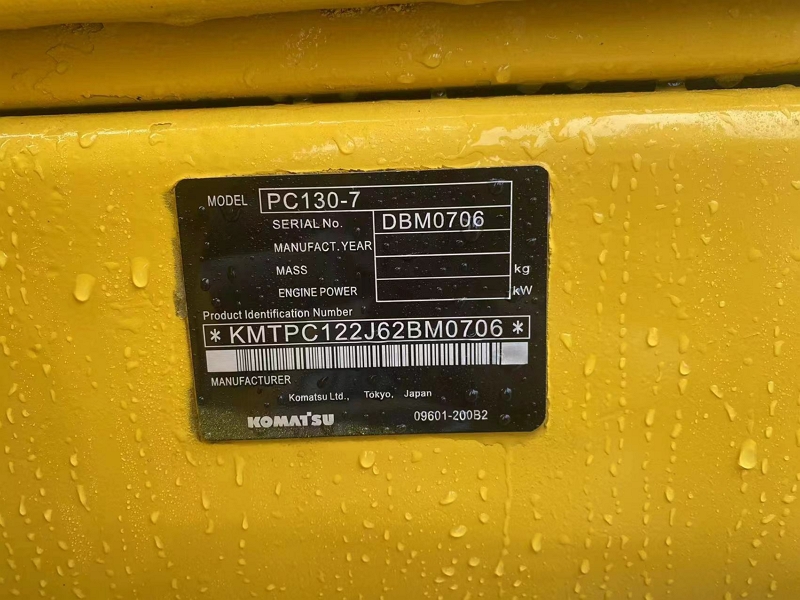 MODEL PC130-7
SERIAL No. DBM0706
MANUFACT. YEAR
MASS kg
ENGINE POWER kW
Product Identification Number
* KMTPC122J62BM0706 *
MANUFACTURER
Komatsu Ltd., Tokyo, Japan
KOMATSU 09601-200B2